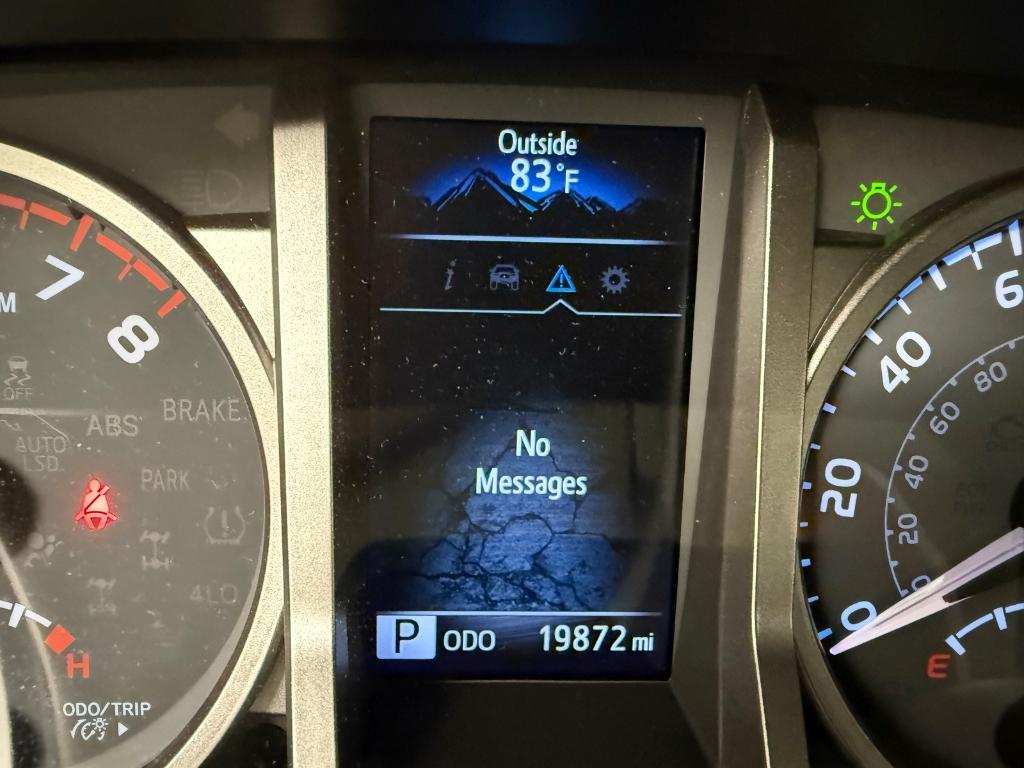 Outside
83°F
i
No
Messages
P ODO 19872 mi
7
8
M
OFF
ABS
BRAKE
AUTO
LSD
PARK
4LO
H
ODO/TRIP
6
40
20
0
80
60
40
20
0
E